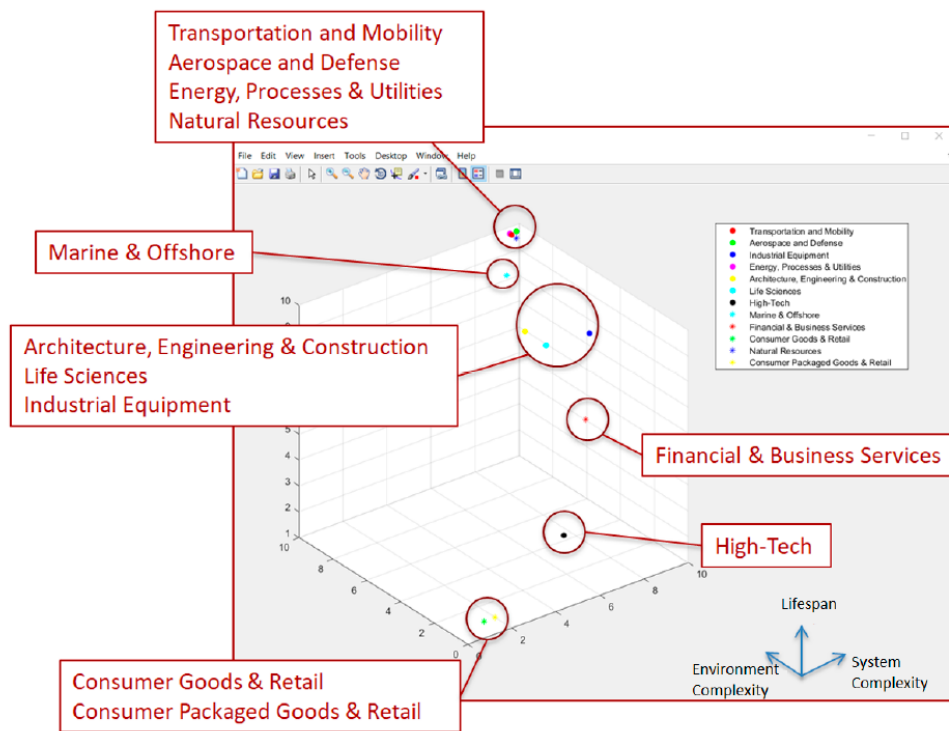 Transportation and Mobility
Aerospace and Defense
Energy, Processes & Utilities
Natural Resources
File Edit View Insert Tools Desktop Window Help
Marine & Offshore
Transportation and Mobility
Aerospace and Defense
Industrial Equipment
Energy, Processes & Utilities
Architecture, Engineering & Construction
Life Sciences
High-Tech
Marine & Offshore
Financial & Business Services
Consumer Goods & Retail
Natural Resources
Consumer Packaged Goods & Retail
10
Architecture, Engineering & Construction
Life Sciences
Industrial Equipment
5
4
3
2
1
10
8
6
4
2
0
0
2
4
6
8
10
Financial & Business Services
High-Tech
Lifespan
Environment
Complexity
System
Complexity
Consumer Goods & Retail
Consumer Packaged Goods & Retail